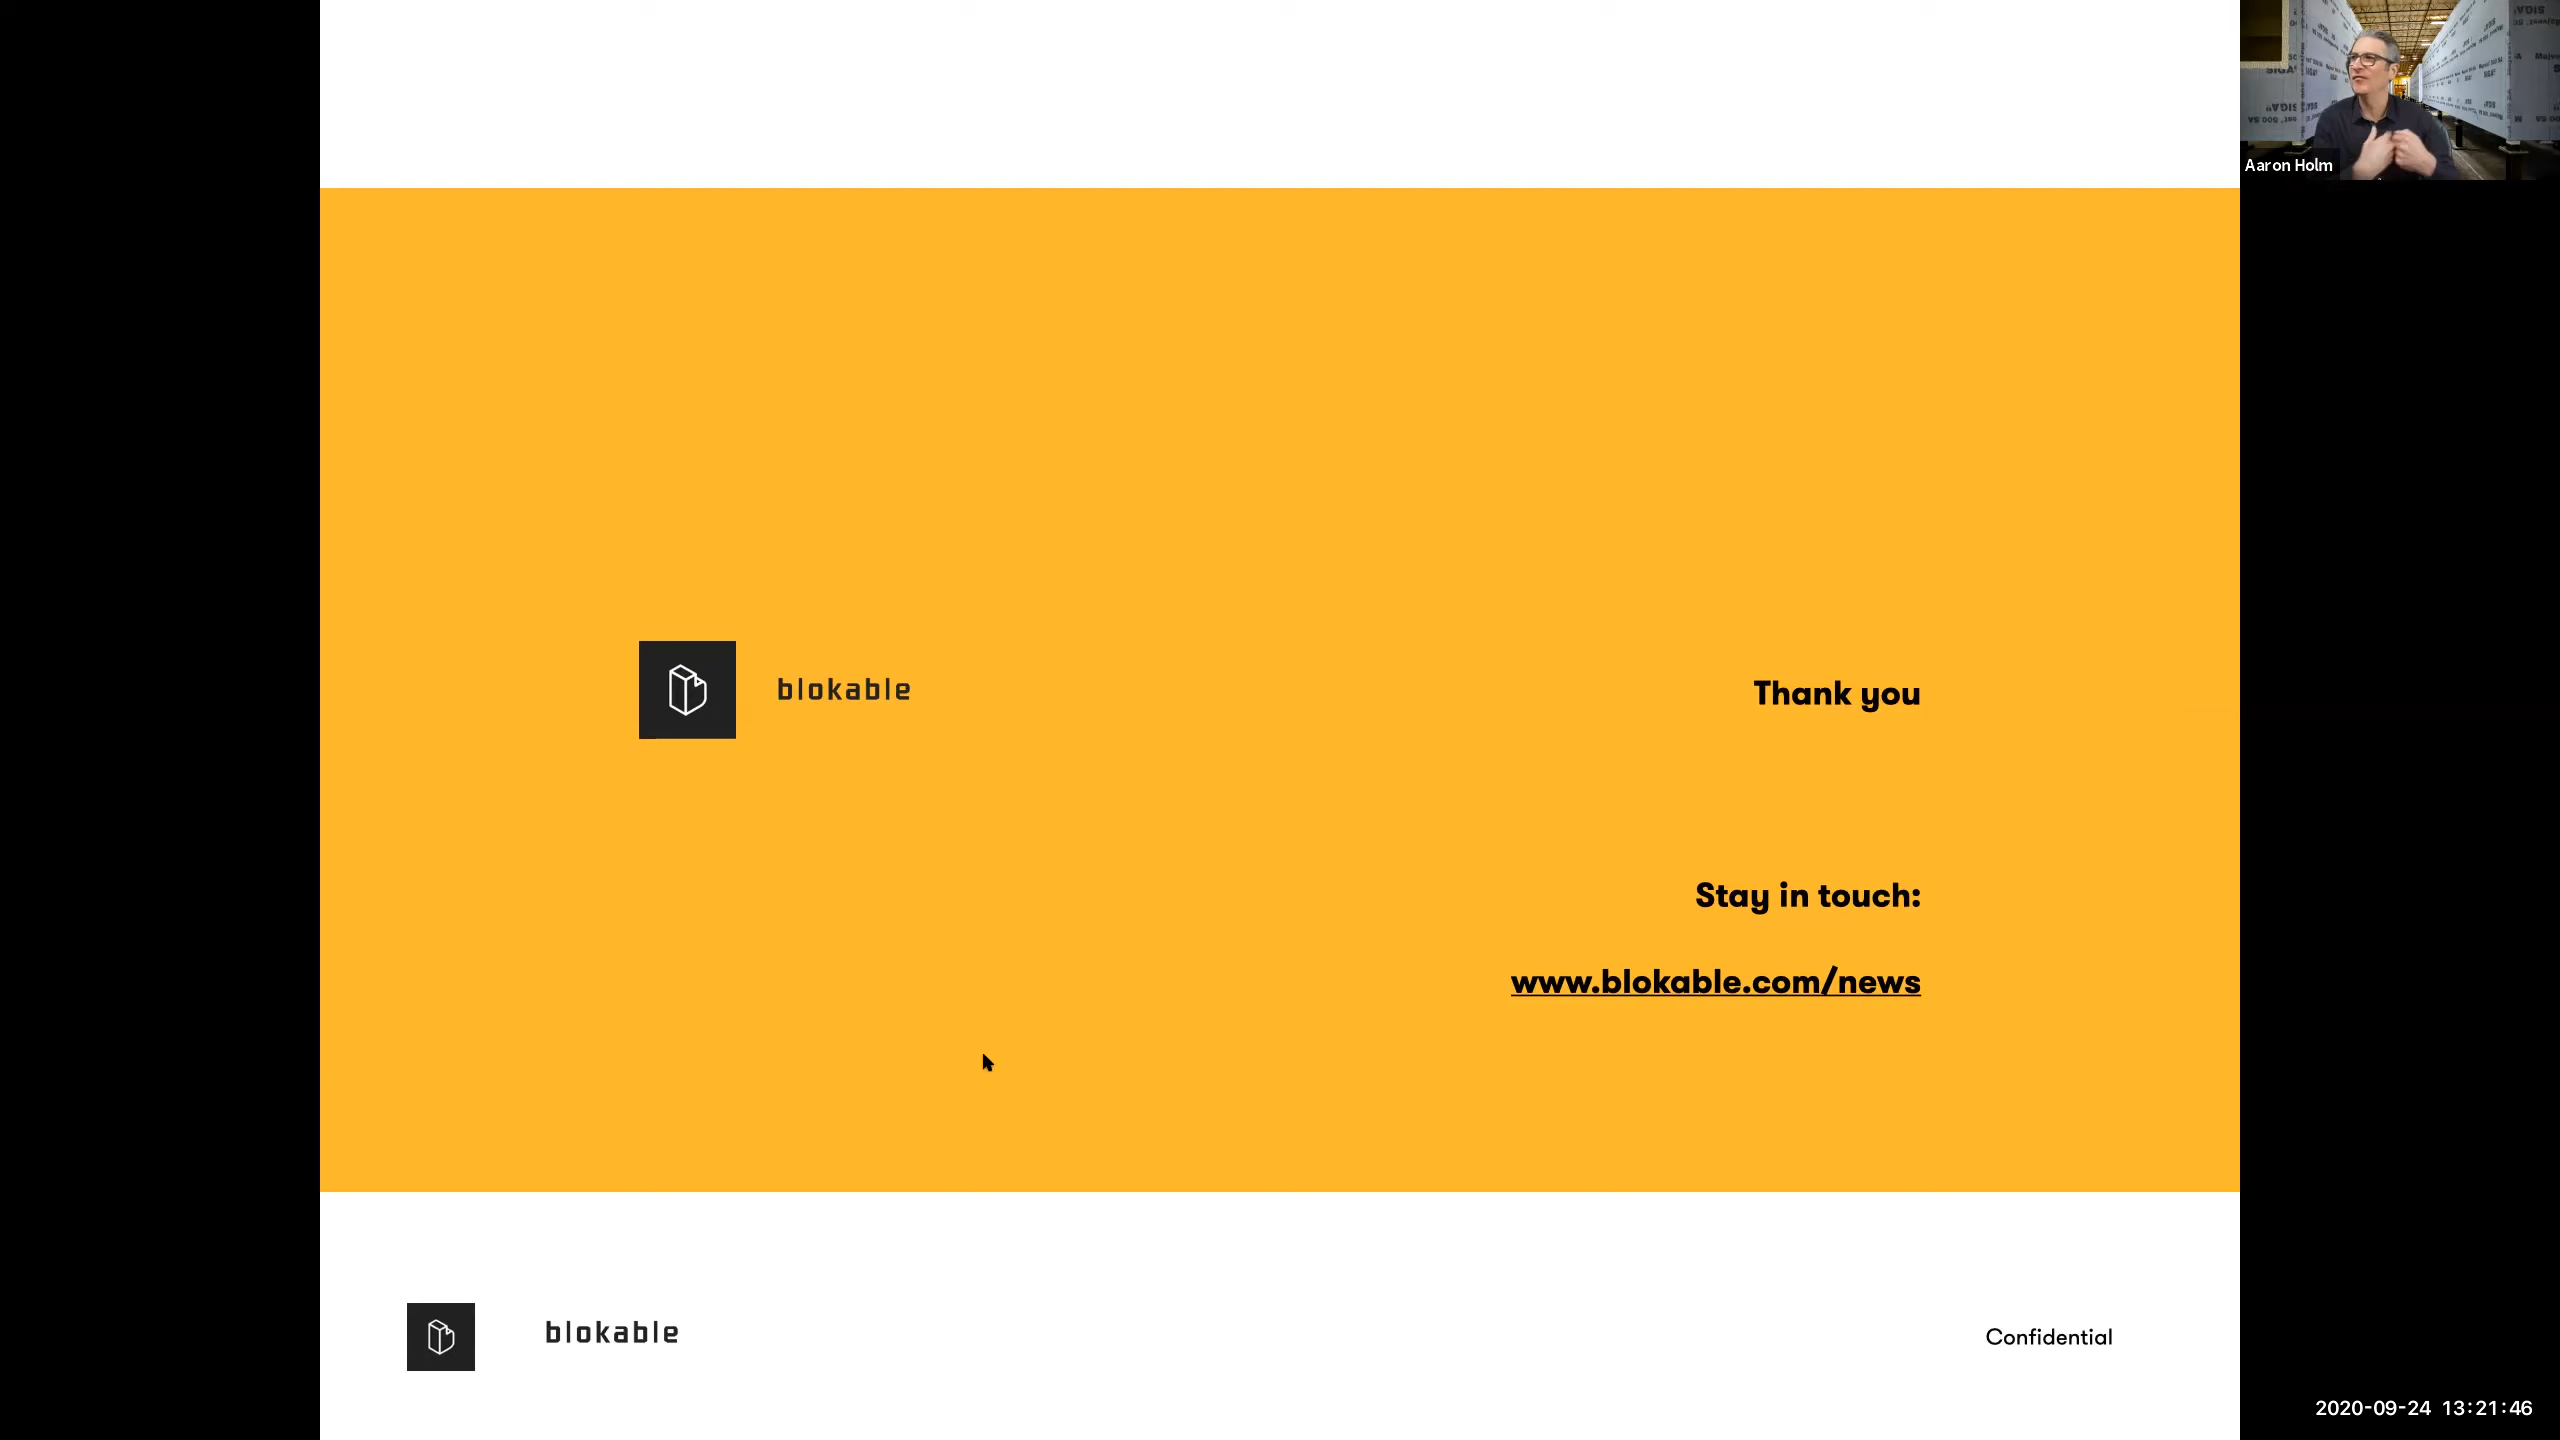 blokable
Thank you
Stay in touch:
www.blokable.com/news
blokable
Confidential
Aaron Holm
SIGA
2020-09-24 13:21:46